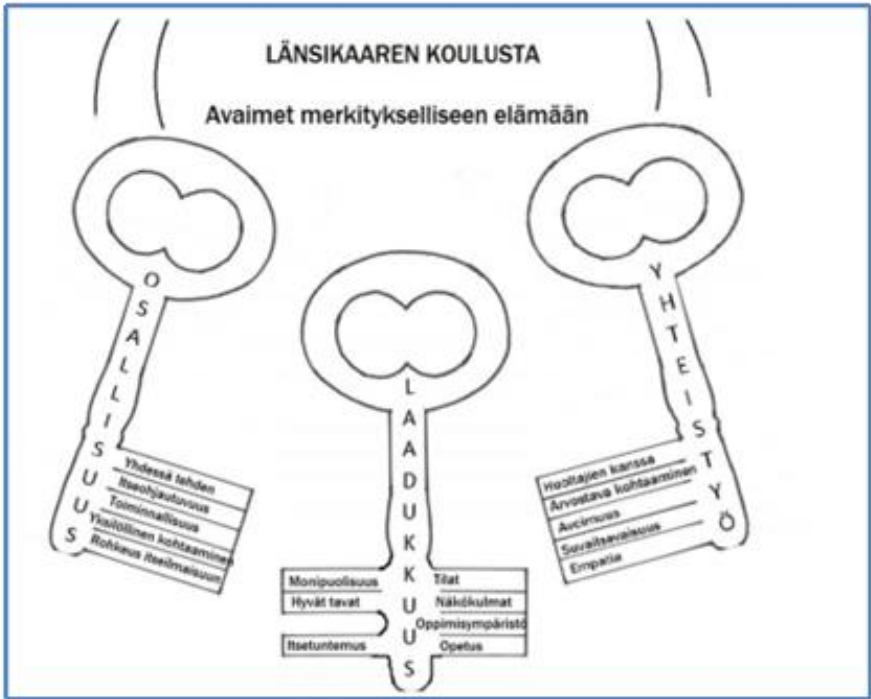 LÄNSIKAAREN KOULUSTA
Avaimet merkitykselliseen elämään
OSALLISUUS
Yhdessä tehden
Itseohjautuvuus
Toiminnallisuus
Yksilöllinen kohtaaminen
Rohkeus itseilmaisuun
LAADUKKUUS
Monipuolisuus
Hyvät tavat
Itsetuntemus
Tilat
Näkökulmat
Oppimisympäristö
Opetus
YHTEISTYÖ
Huoltajien kanssa
Arvostava kohtaaminen
Avoimuus
Suvaitsevaisuus
Empatia